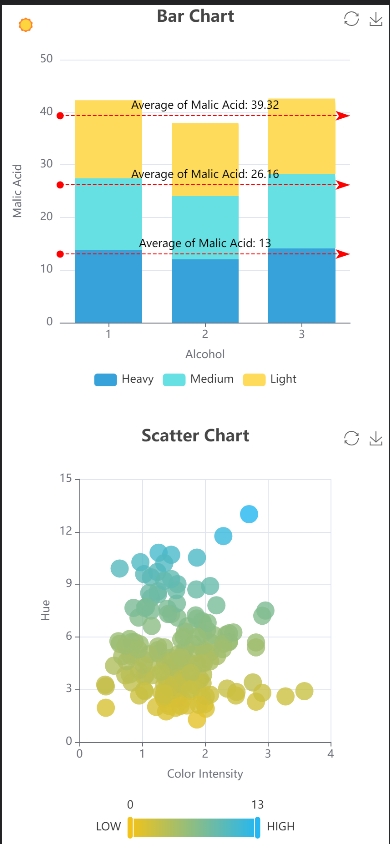 Bar Chart
50
40
30
20
10
0
Malic Acid
Average of Malic Acid: 39.32
Average of Malic Acid: 26.16
Average of Malic Acid: 13
1 2 3
Alcohol
Heavy Medium Light
Scatter Chart
15
12
9
6
3
0
Hue
0 1 2 3 4
Color Intensity
0 13
LOW HIGH